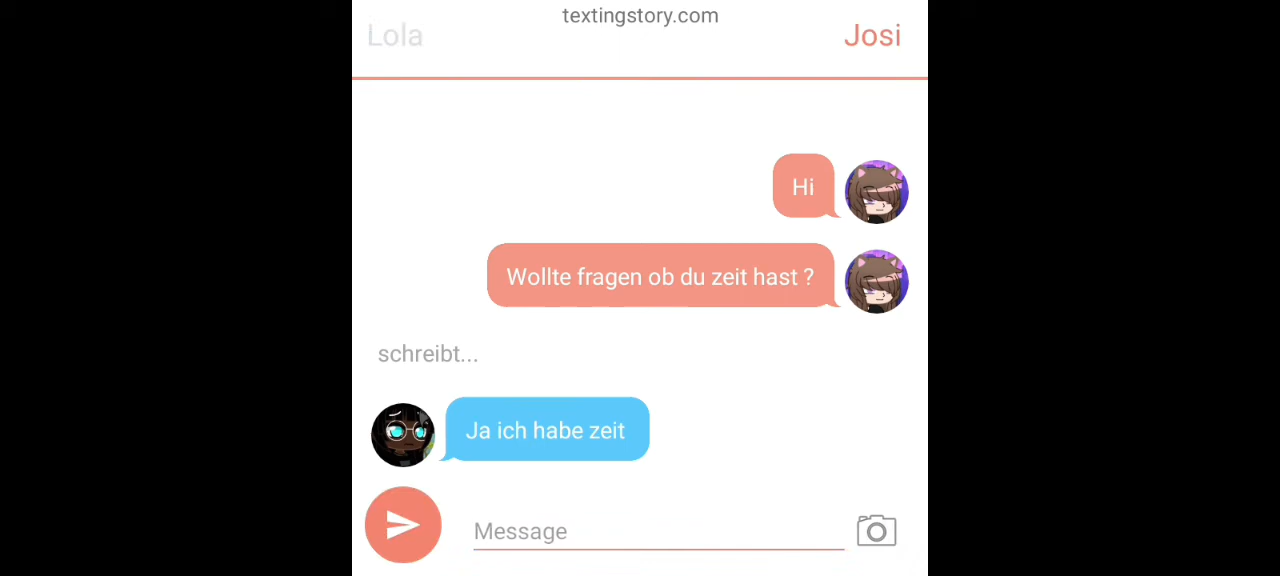 textingstory.com
Lola
Josi
Hi
Wollte fragen ob du zeit hast ?
schreibt...
Ja ich habe zeit
Message